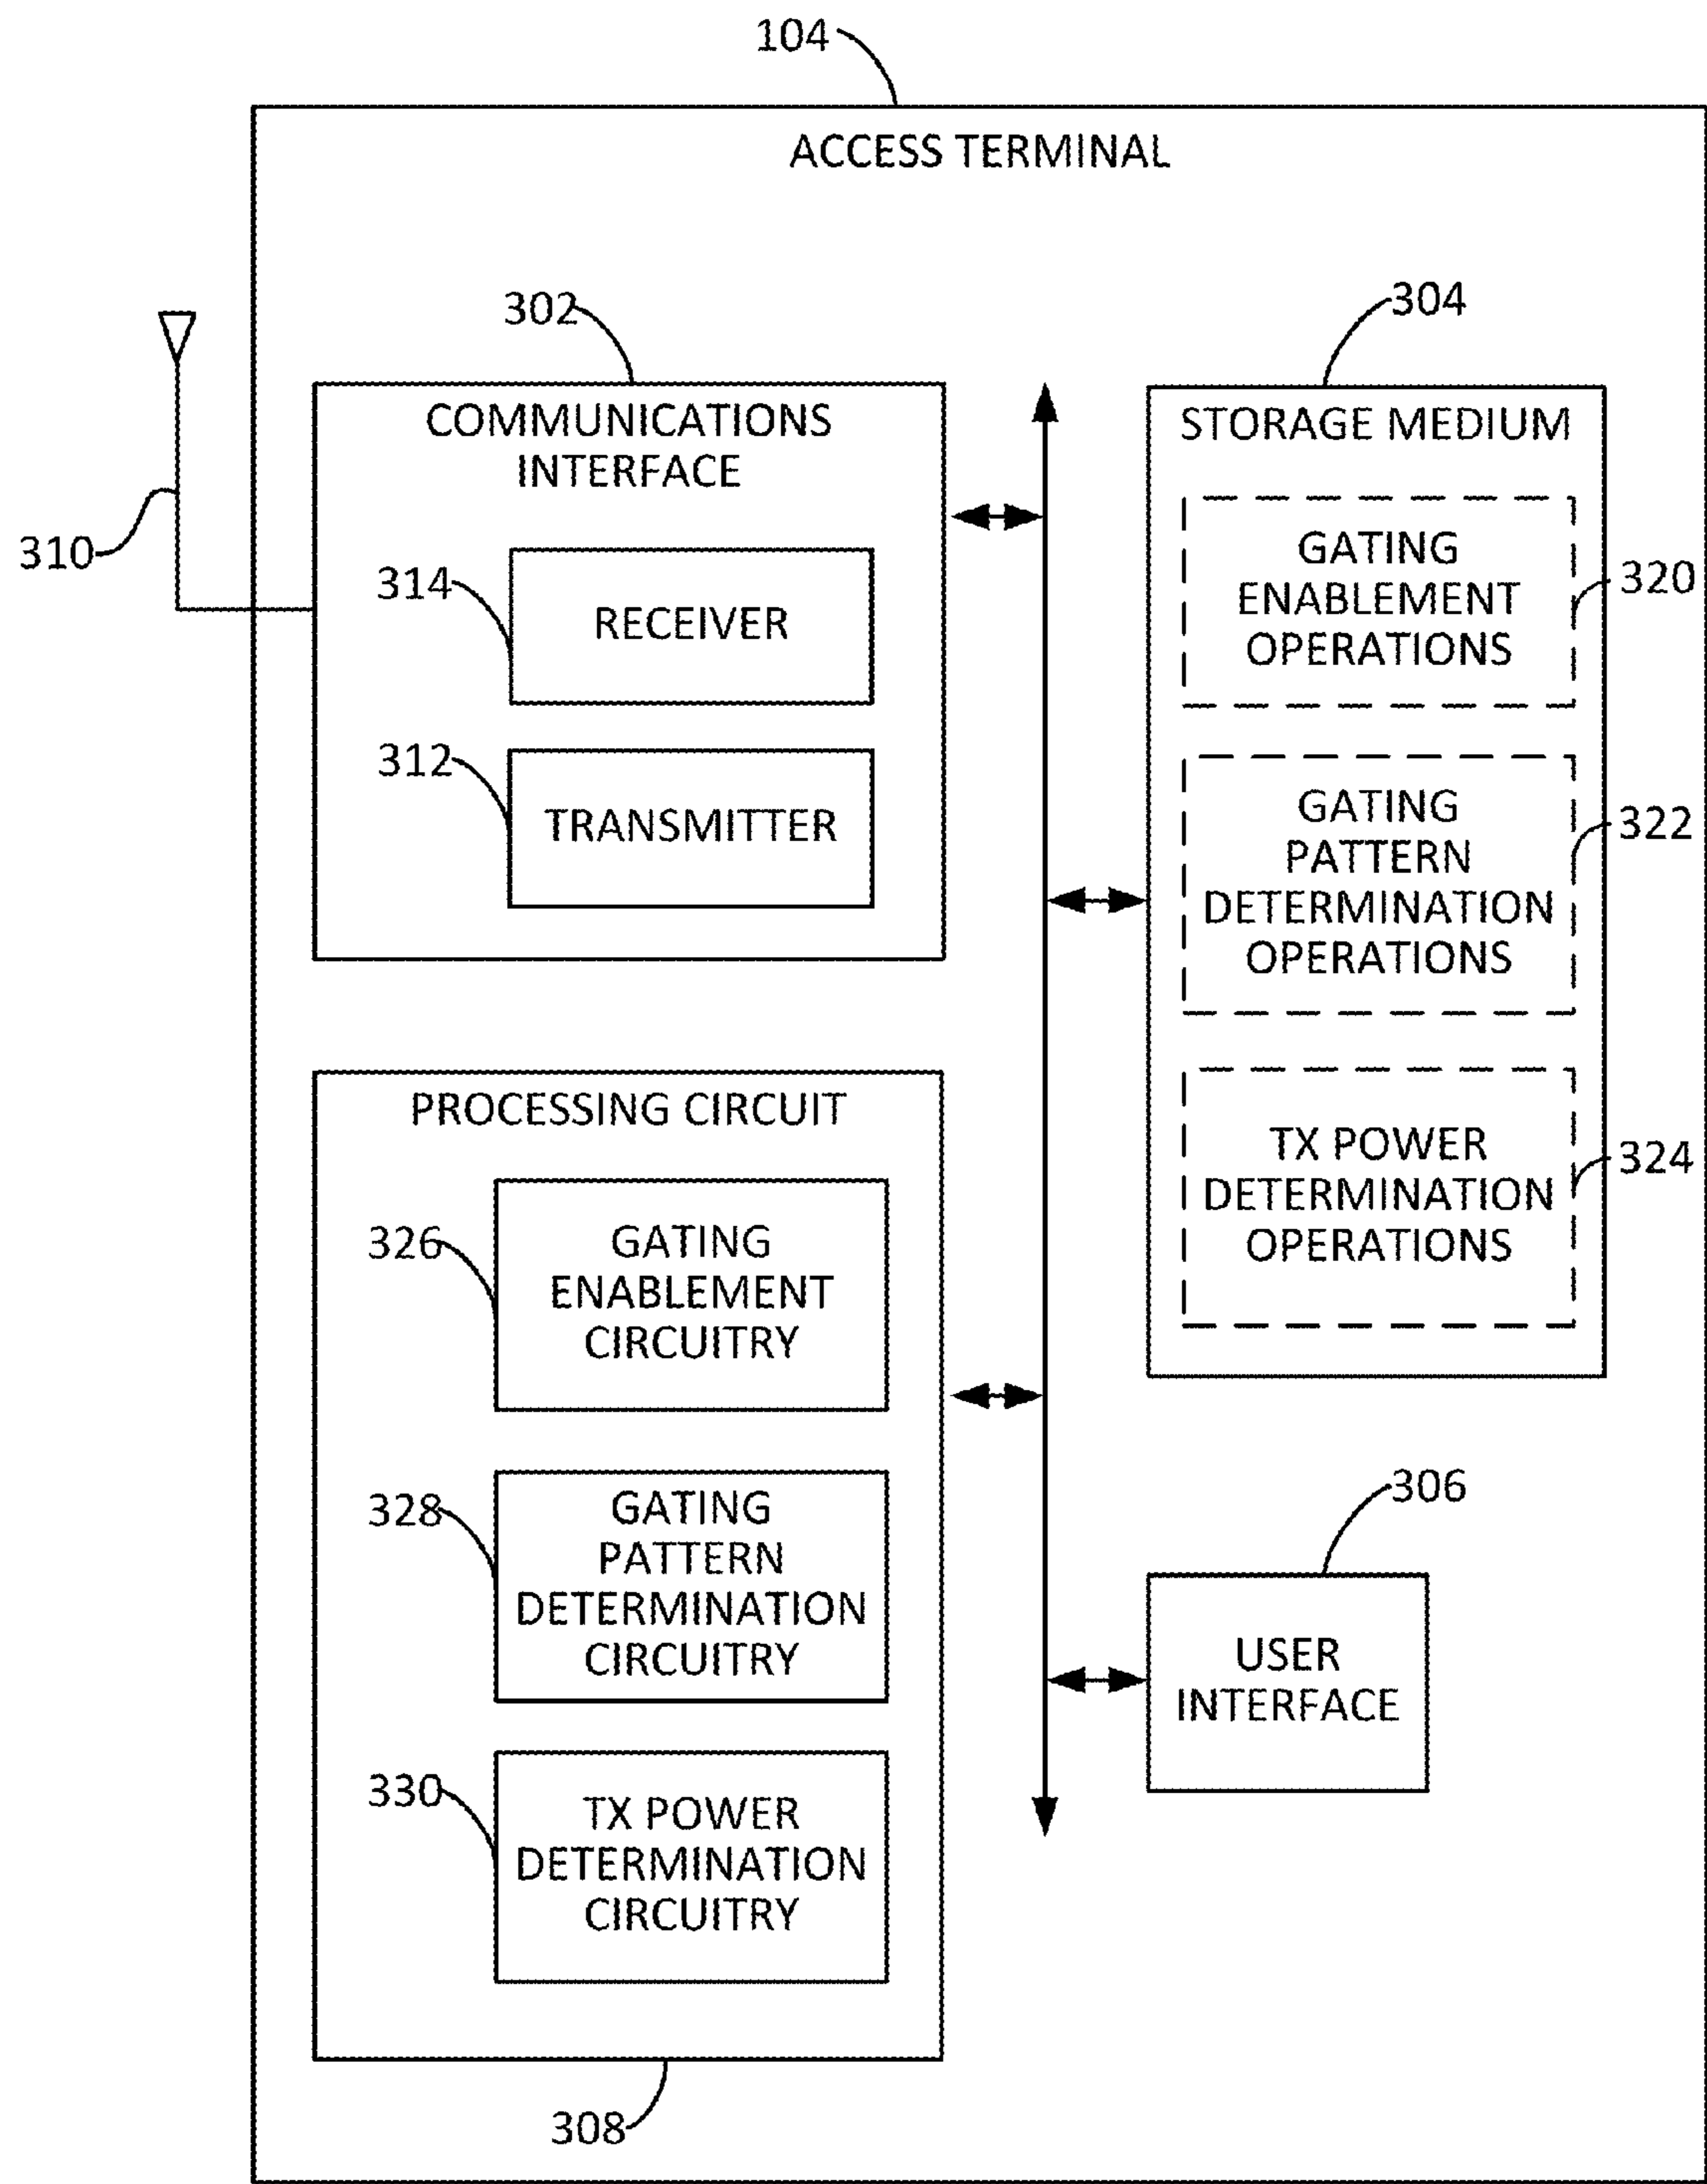 104
ACCESS TERMINAL
302
COMMUNICATIONS
INTERFACE
310
314
RECEIVER
312
TRANSMITTER
304
STORAGE MEDIUM
GATING
ENABLEMENT
OPERATIONS
320
GATING
PATTERN
DETERMINATION
OPERATIONS
322
TX POWER
DETERMINATION
OPERATIONS
324
PROCESSING CIRCUIT
326
GATING
ENABLEMENT
CIRCUITRY
328
GATING
PATTERN
DETERMINATION
CIRCUITRY
330
TX POWER
DETERMINATION
CIRCUITRY
308
306
USER
INTERFACE